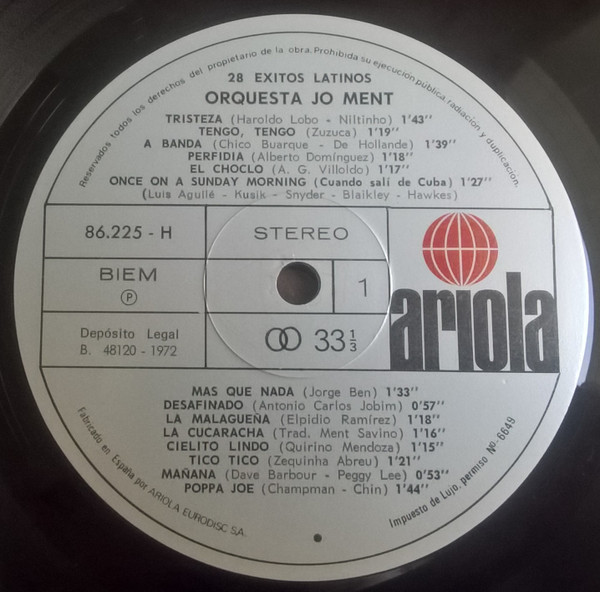 Reservados todos los derechos del propietario de la obra. Prohibida su ejecución pública radiación y duplicación.
28 EXITOS LATINOS
ORQUESTA JO MENT
TRISTEZA (Haroldo Lobo - Niltinho) 1'43''
TENGO, TENGO (Zuzuca) 1'19''
A BANDA (Chico Buarque - De Hollande) 1'39''
PERFIDIA (Alberto Domínguez) 1'18''
EL CHOCLO (A. G. Villoldo) 1'17''
ONCE ON A SUNDAY MORNING (Cuando salí de Cuba) 1'27''
(Luis Aguilé - Kusik - Snyder - Blaikley - Hawkes)
86.225 - H
STEREO
BIEM
P
1
ariola
Depósito Legal
B. 48120 - 1972
33 1/3
MAS QUE NADA (Jorge Ben) 1'33''
DESAFINADO (Antonio Carlos Jobim) 0'57''
LA MALAGUEÑA (Elpidio Ramírez) 1'18''
LA CUCARACHA (Trad. Ment Savino) 1'16''
CIELITO LINDO (Quirino Mendoza) 1'15''
TICO TICO (Zequinha Abreu) 1'21''
MAÑANA (Dave Barbour - Peggy Lee) 0'53''
POPPA JOE (Champman - Chin) 1'44''
Fabricado en España por ARIOLA EURODISC S.A.
Impuesto de Lujo, permiso Nº-6649